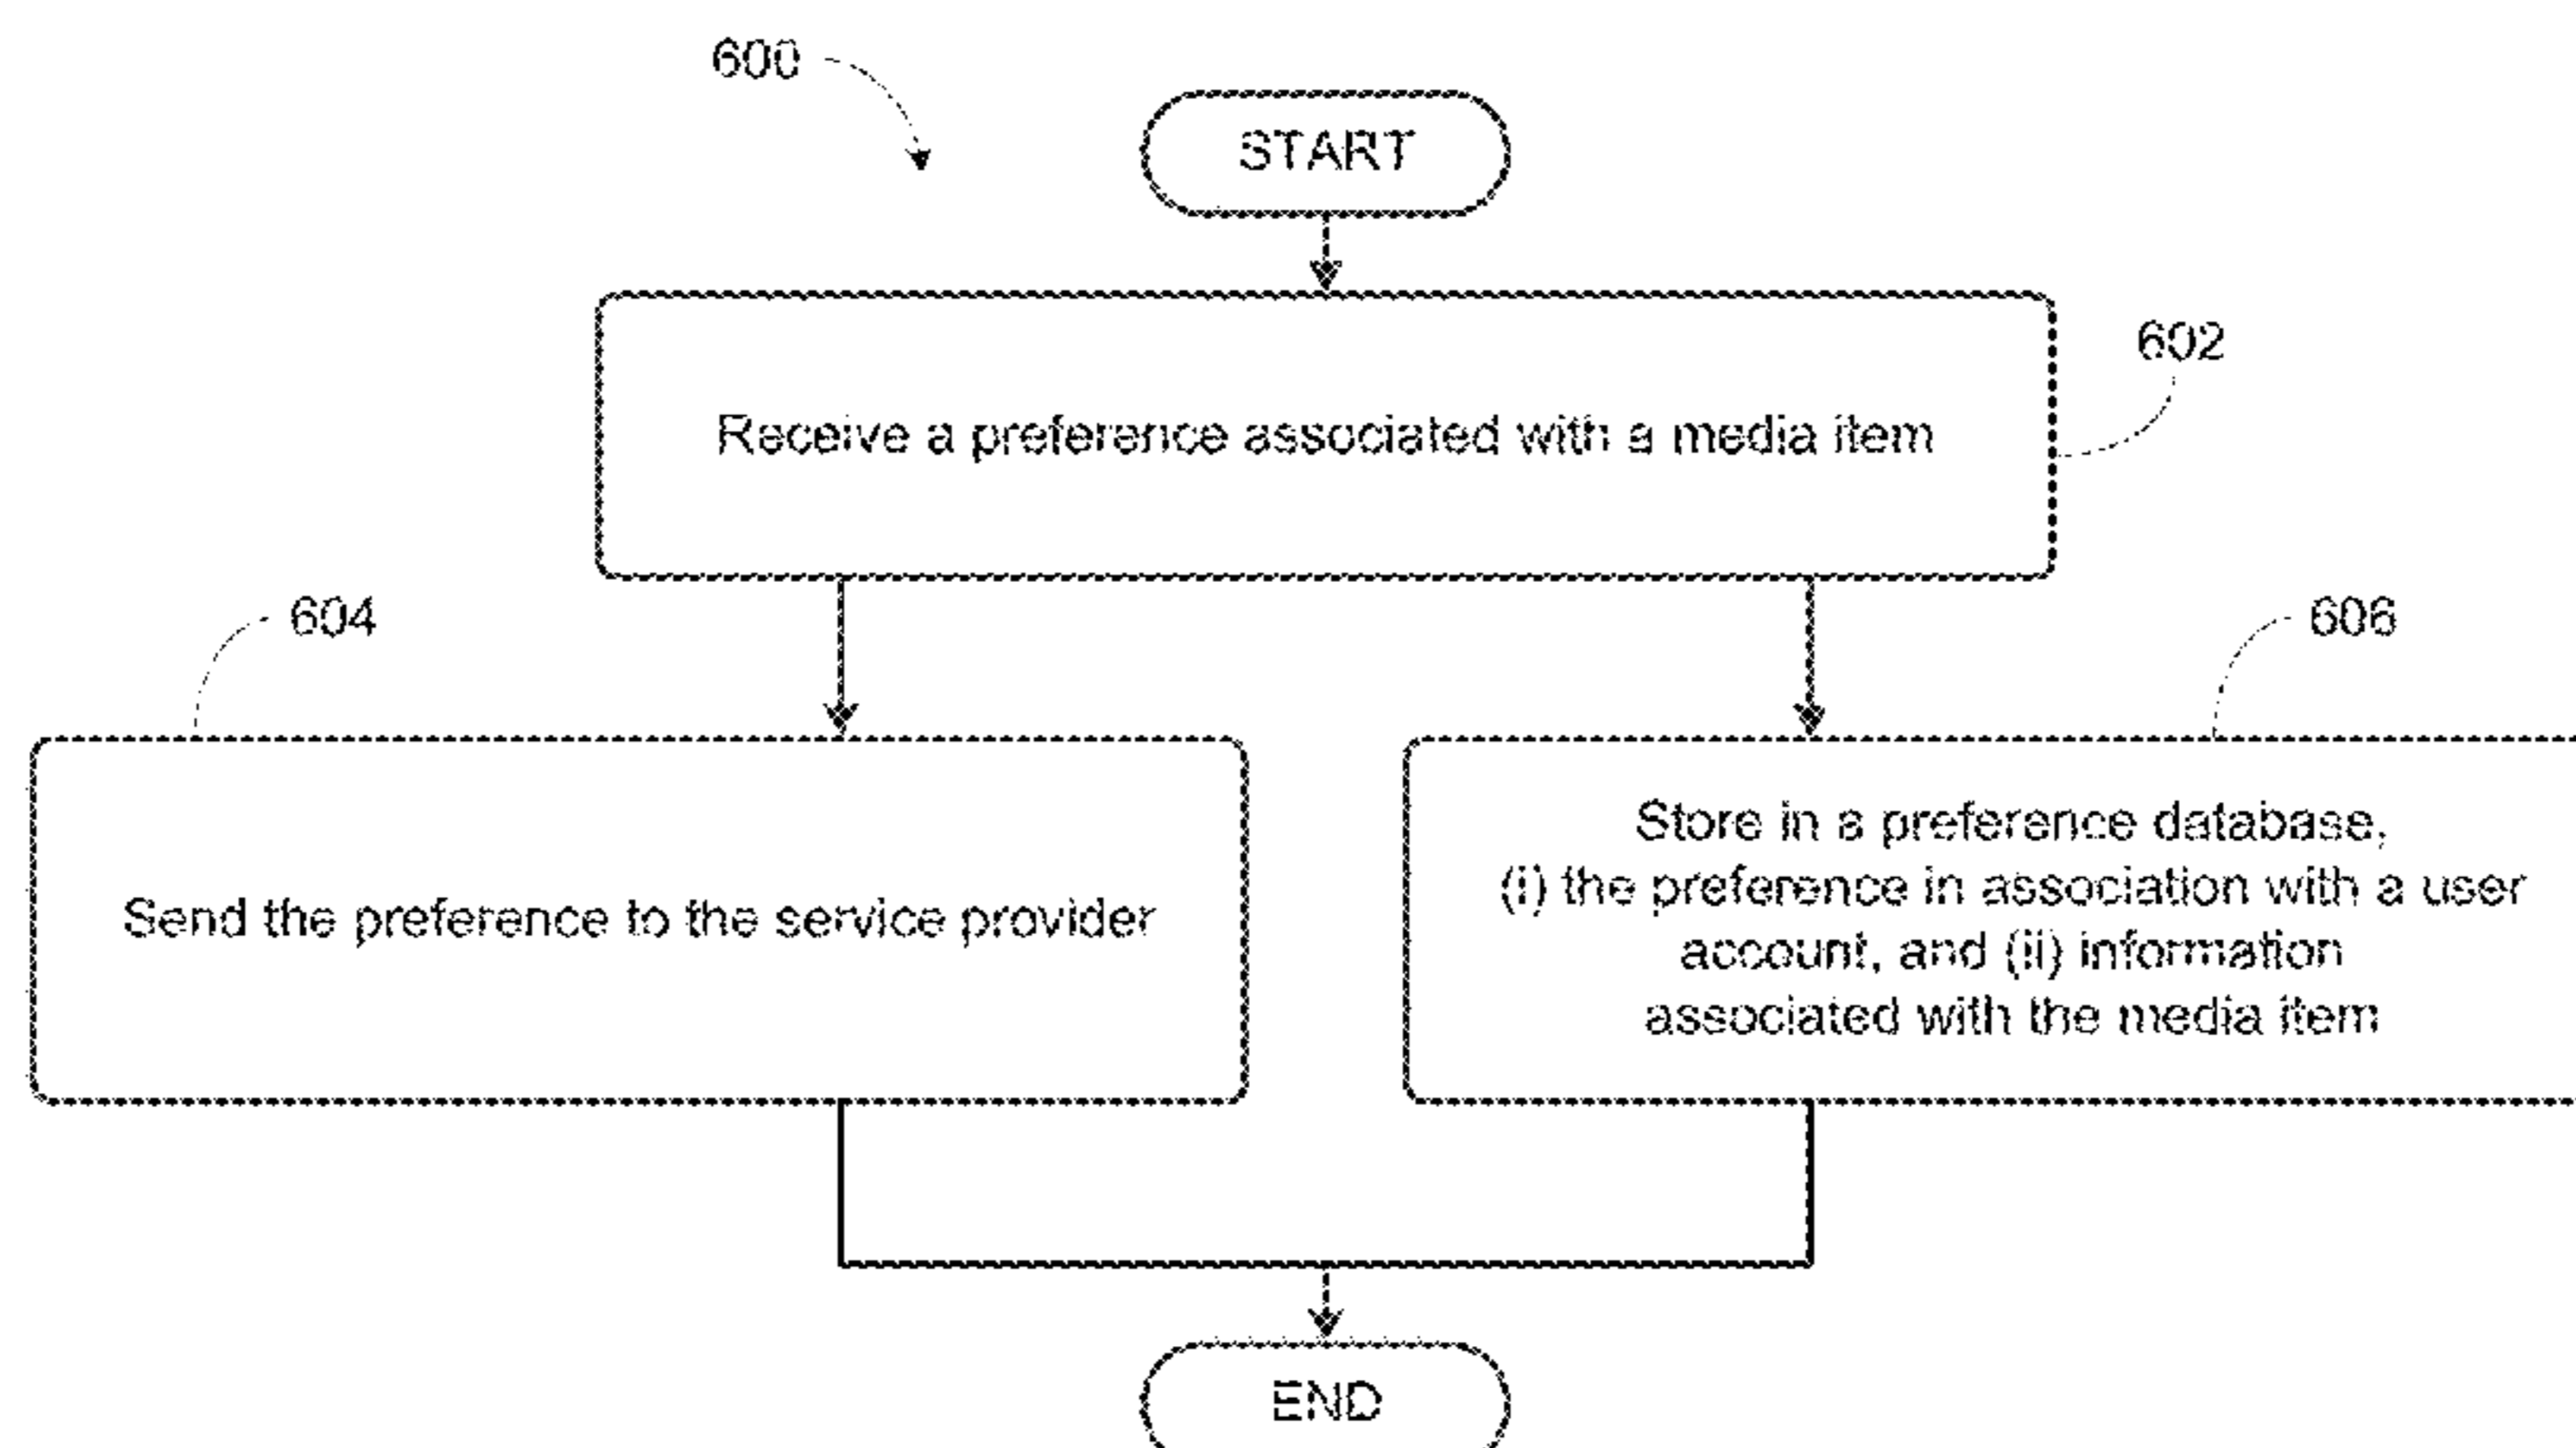 600
START
Receive a preference associated with a media item
602
604
606
Send the preference to the service provider
Store in a preference database,
(i) the preference in association with a user
account, and (ii) information
associated with the media item
END